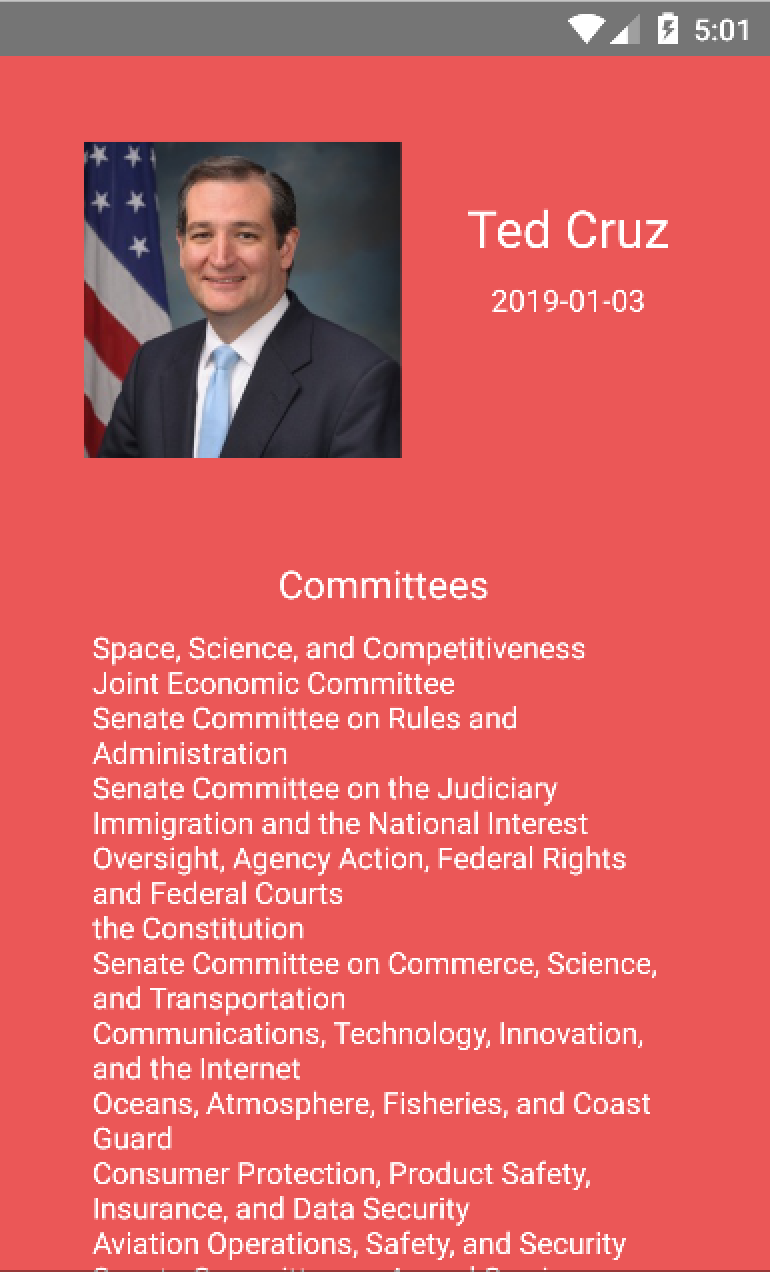 5:01
Ted Cruz
2019-01-03
Committees
Space, Science, and Competitiveness
Joint Economic Committee
Senate Committee on Rules and
Administration
Senate Committee on the Judiciary
Immigration and the National Interest
Oversight, Agency Action, Federal Rights
and Federal Courts
the Constitution
Senate Committee on Commerce, Science,
and Transportation
Communications, Technology, Innovation,
and the Internet
Oceans, Atmosphere, Fisheries, and Coast
Guard
Consumer Protection, Product Safety,
Insurance, and Data Security
Aviation Operations, Safety, and Security